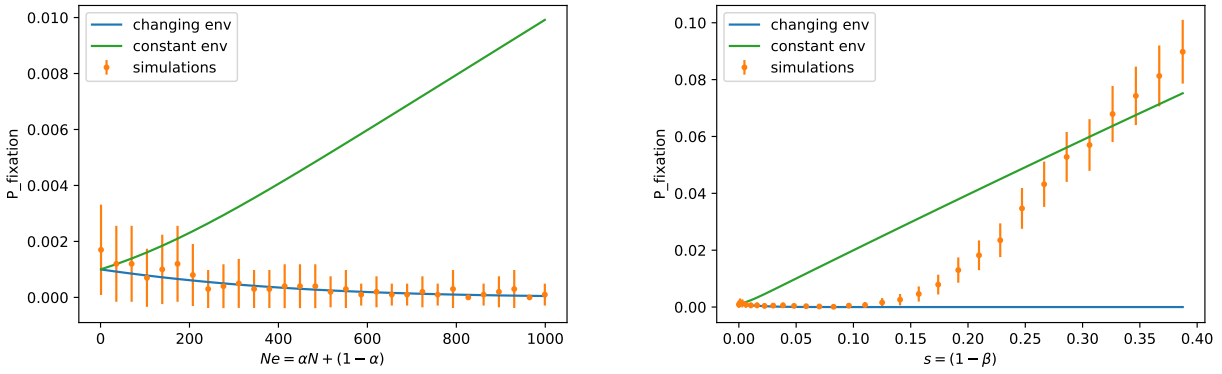 changing env
constant env
simulations
P_fixation
0.010
0.008
0.006
0.004
0.002
0.000
0
200
400
600
800
1000
Ne = αN + (1 − α)
changing env
constant env
simulations
P_fixation
0.10
0.08
0.06
0.04
0.02
0.00
0.00
0.05
0.10
0.15
0.20
0.25
0.30
0.35
0.40
s = (1 − β)